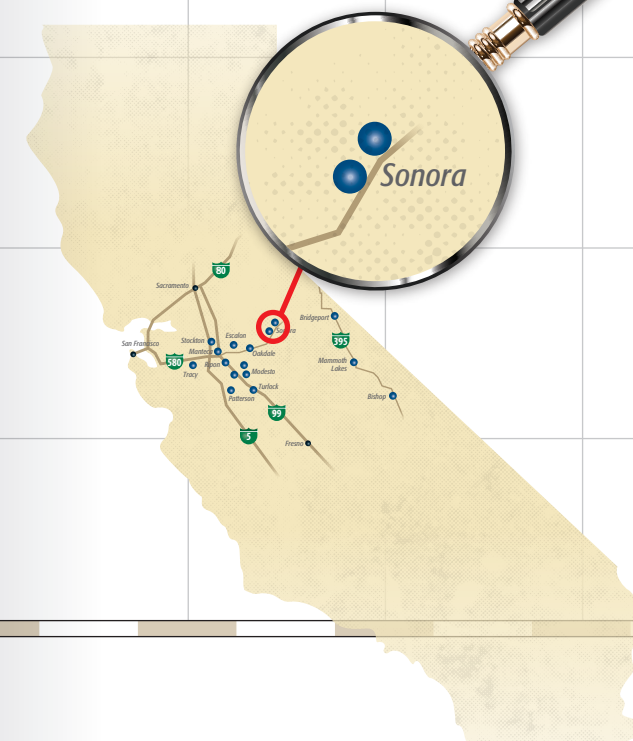 Sonora
80
Sacramento
Bridgeport
Sonora
Escalon
Stockton
395
San Francisco
Manteca
Oakdale
580
Ripon
Mammoth
Lakes
Tracy
Modesto
Turlock
Patterson
Bishop
99
5
Fresno